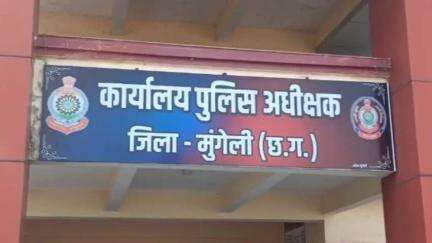 कार्यालय पुलिस अधीक्षक
जिला - मुंगेली (छ.ग.)